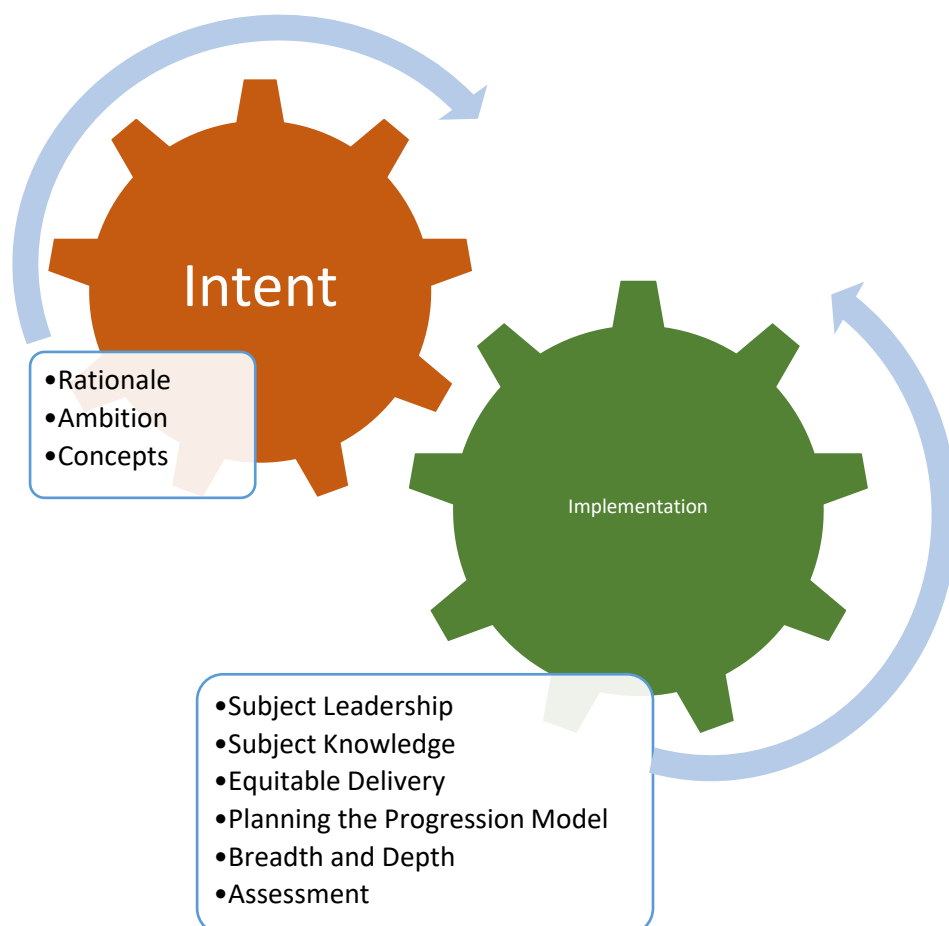 Intent
•Rationale
•Ambition
•Concepts
Implementation
•Subject Leadership
•Subject Knowledge
•Equitable Delivery
•Planning the Progression Model
•Breadth and Depth
•Assessment